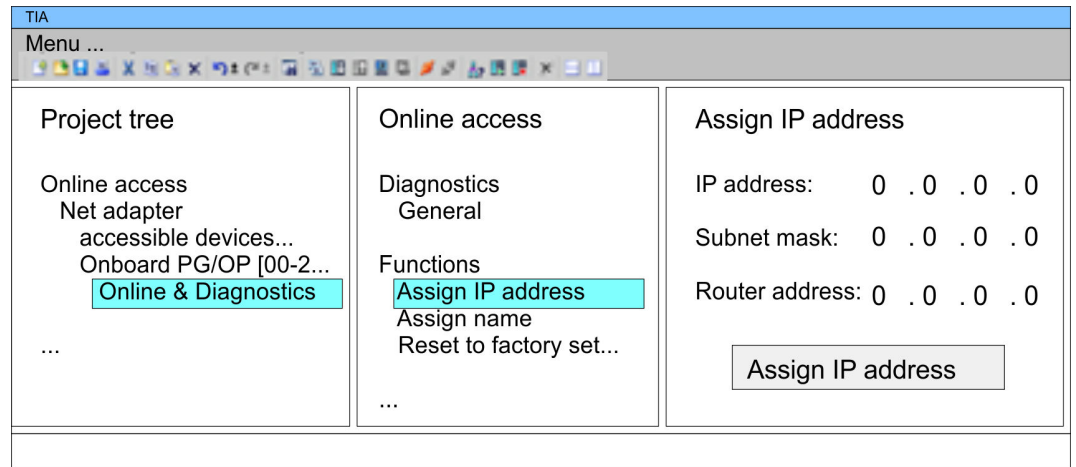 TIA
Menu ...
Project tree
Online access
Net adapter
accessible devices...
Onboard PG/OP [00-2...
Online & Diagnostics
...
Online access
Diagnostics
General
Functions
Assign IP address
Assign name
Reset to factory set...
...
Assign IP address
IP address: 0 . 0 . 0 . 0
Subnet mask: 0 . 0 . 0 . 0
Router address: 0 . 0 . 0 . 0
Assign IP address